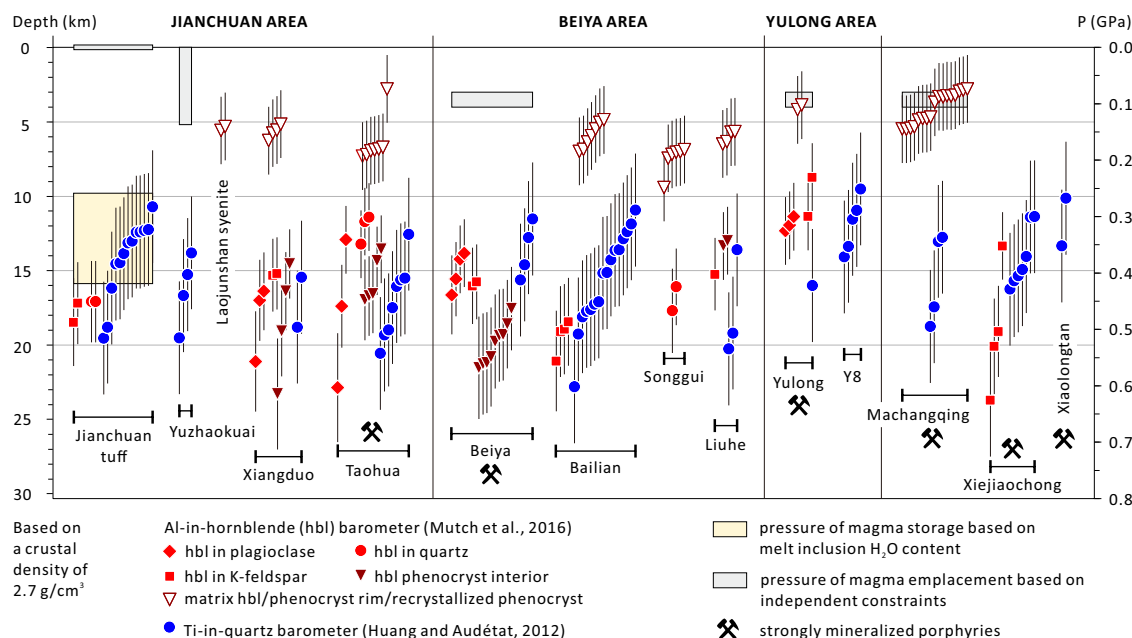 Depth (km)
JIANCHUAN AREA
BEIYA AREA
YULONG AREA
P (GPa)
0
5
10
15
20
25
30
0.0
0.1
0.2
0.3
0.4
0.5
0.6
0.7
0.8
Jianchuan
tuff
Yuzhaokuai
Laojunshan syenite
Xiangduo
Taohua
Beiya
Bailian
Songgui
Liuhe
Yulong
Y8
Machangqing
Xiejiaochong
Xiaolongtan
Based on
a crustal
density of
2.7 g/cm³
Al-in-hornblende (hbl) barometer (Mutch et al., 2016)
hbl in plagioclase
hbl in quartz
hbl in K-feldspar
hbl phenocryst interior
matrix hbl/phenocryst rim/recrystallized phenocryst
Ti-in-quartz barometer (Huang and Audétat, 2012)
pressure of magma storage based on
melt inclusion H₂O content
pressure of magma emplacement based on
independent constraints
strongly mineralized porphyries